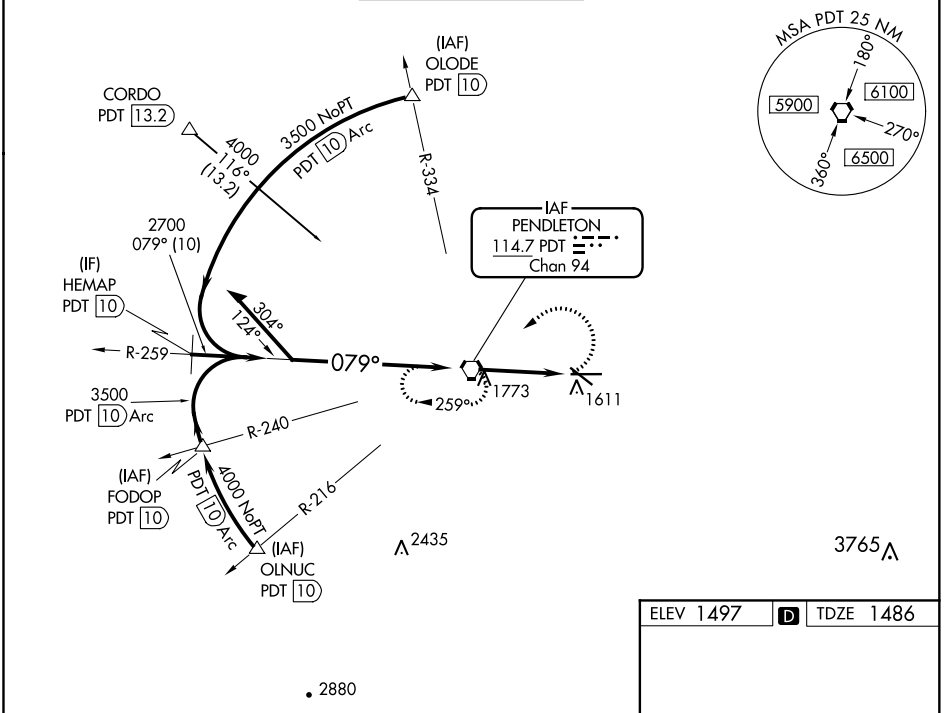 MSA PDT 25 NM
180°
5900
6100
270°
360°
6500
(IAF)
OLODE
PDT 10
CORDO
PDT 13.2
3500 NoPT
PDT 10 Arc
4000
116°
(13.2)
R-334
IAF
PENDLETON
114.7 PDT
Chan 94
2700
079° (10)
(IF)
HEMAP
PDT 10
304°
124°
R-259
079°
1773
1611
259°
3500
PDT 10 Arc
R-240
(IAF)
FODOP
PDT 10
4000 NoPT
PDT 10 Arc
R-216
(IAF)
OLNUC
PDT 10
2435
3765
ELEV 1497 D TDZE 1486
2880